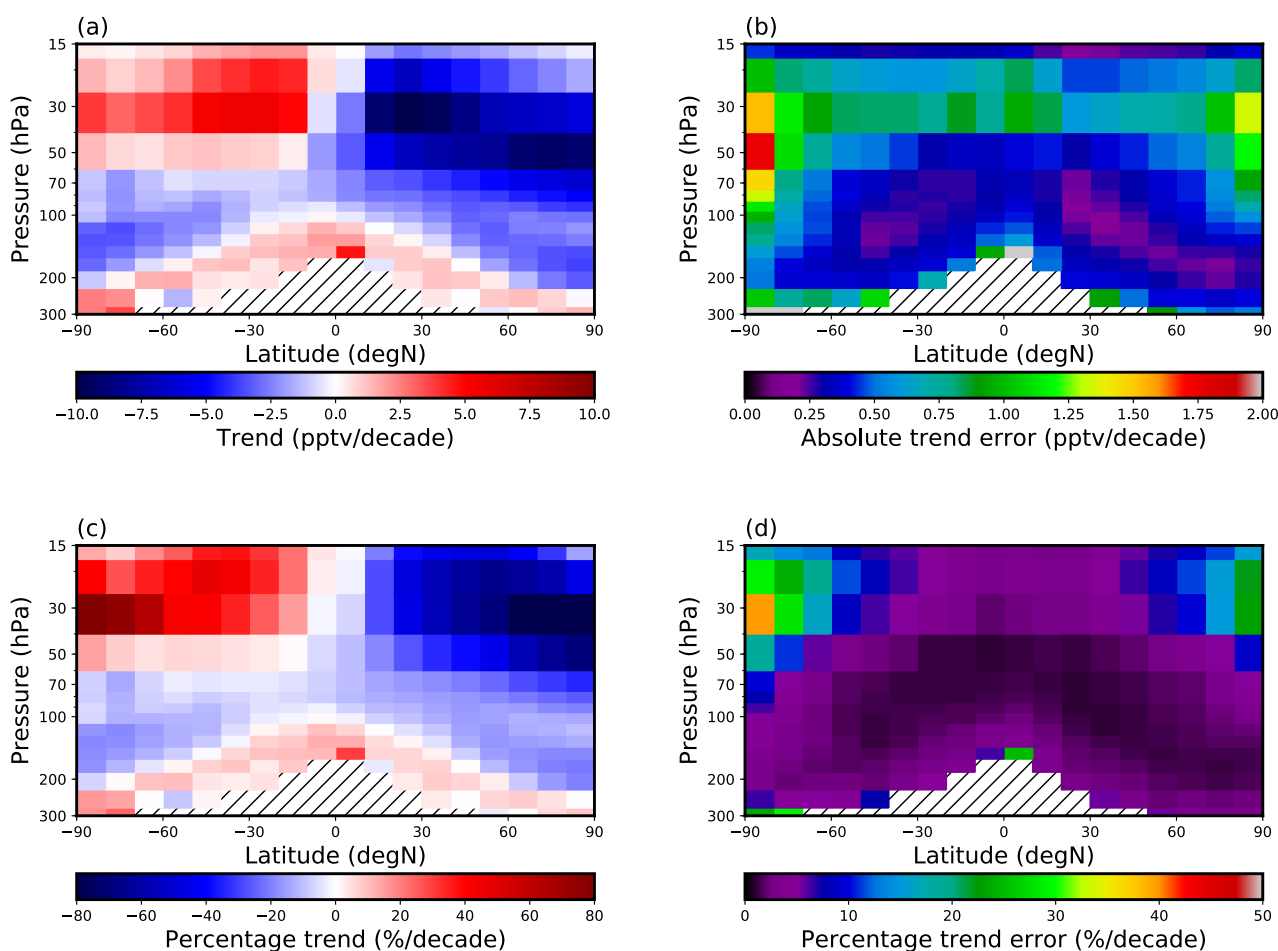 (a)
15
30
50
70
100
200
300
Pressure (hPa)
−90 −60 −30 0 30 60 90
Latitude (degN)
−10.0 −7.5 −5.0 −2.5 0.0 2.5 5.0 7.5 10.0
Trend (pptv/decade)
(b)
15
30
50
70
100
200
300
Pressure (hPa)
−90 −60 −30 0 30 60 90
Latitude (degN)
0.00 0.25 0.50 0.75 1.00 1.25 1.50 1.75 2.00
Absolute trend error (pptv/decade)
(c)
15
30
50
70
100
200
300
Pressure (hPa)
−90 −60 −30 0 30 60 90
Latitude (degN)
−80 −60 −40 −20 0 20 40 60 80
Percentage trend (%/decade)
(d)
15
30
50
70
100
200
300
Pressure (hPa)
−90 −60 −30 0 30 60 90
Latitude (degN)
0 10 20 30 40 50
Percentage trend error (%/decade)